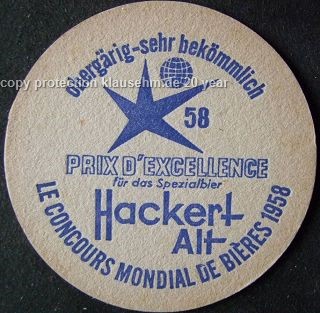 obergärig-sehr bekömmlich
copy protection klausehm.de 20 year
58
PRIX D'EXCELLENCE
für das Spezialbier
Hackert
Alt
LE CONCOURS MONDIAL DE BIÈRES 1958